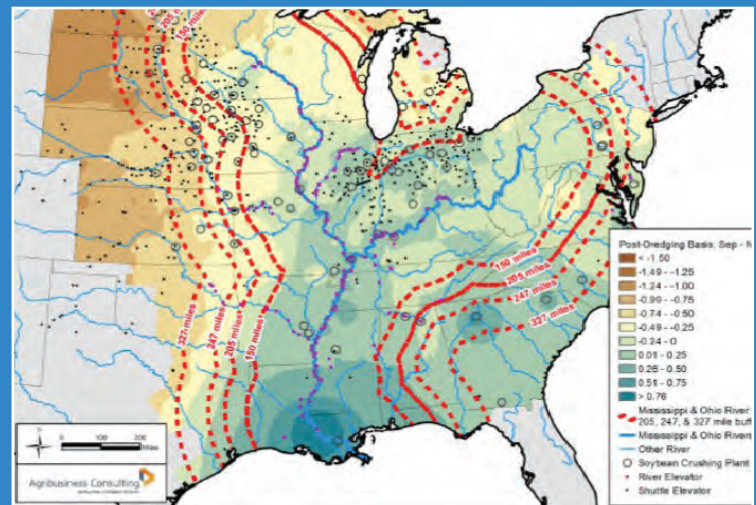 205 miles
150 miles
150 miles
205 miles
247 miles
327 miles
327 miles
247 miles
205 miles
150 miles
Post-Dredging Basis: Sep - N
< -1.50
-1.49 - -1.25
-1.24 - -1.00
-0.99 - -0.75
-0.74 - -0.50
-0.49 - -0.25
-0.24 - 0
0.01 - 0.25
0.26 - 0.50
0.51 - 0.75
> 0.76
Mississippi & Ohio River
205, 247, & 327 mile buff
Mississippi & Ohio Rivers
Other River
Soybean Crushing Plant
River Elevator
Shuttle Elevator
N
0 100 200
Miles
Agribusiness Consulting